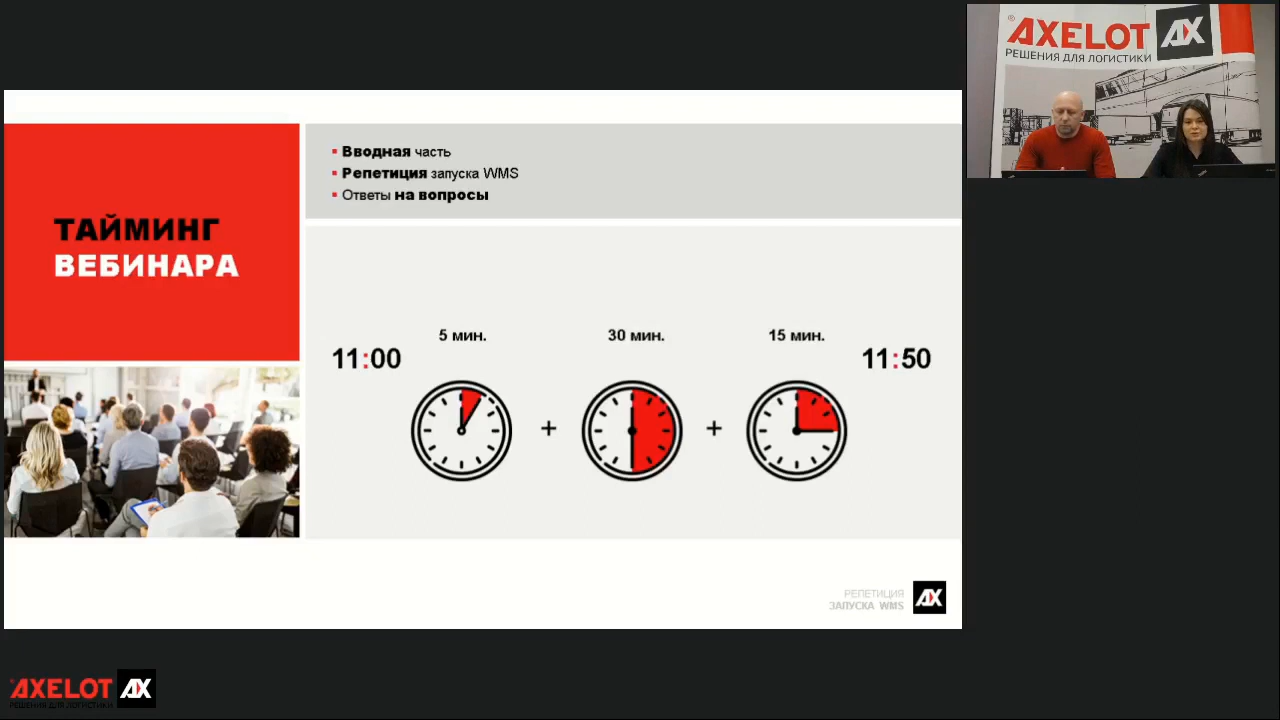 AXELOT AX
РЕШЕНИЯ ДЛЯ ЛОГИСТИКИ
ТАЙМИНГ
ВЕБИНАРА
Вводная часть
Репетиция запуска WMS
Ответы на вопросы
5 мин.
30 мин.
15 мин.
11:00
11:50
+
+
РЕПЕТИЦИЯ
ЗАПУСКА WMS
AX
AXELOT AX
РЕШЕНИЯ ДЛЯ ЛОГИСТИКИ